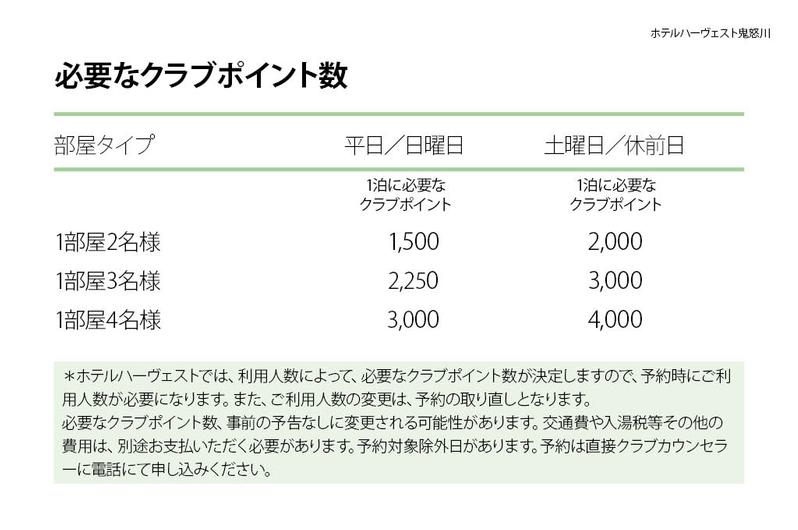 ホテルハーヴェスト鬼怒川
必要なクラブポイント数
部屋タイプ 平日／日曜日 土曜日／休前日
1泊に必要な 1泊に必要な
クラブポイント クラブポイント
1部屋2名様 1,500 2,000
1部屋3名様 2,250 3,000
1部屋4名様 3,000 4,000
＊ホテルハーヴェストでは、利用人数によって、必要なクラブポイント数が決定しますので、予約時にご利
用人数が必要になります。また、ご利用人数の変更は、予約の取り直しとなります。
必要なクラブポイント数、事前の予告なしに変更される可能性があります。交通費や入湯税等その他の
費用は、別途お支払いただく必要があります。予約対象除外日があります。予約は直接クラブカウンセラ
ーに電話にて申し込みください。